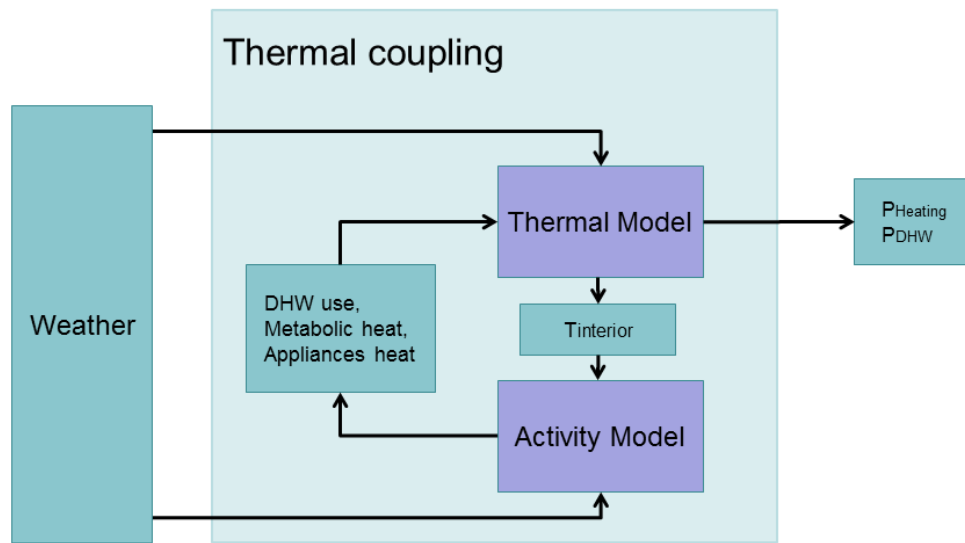 Thermal coupling
Weather
Thermal Model
PHeating
PDHW
DHW use,
Metabolic heat,
Appliances heat
Tinterior
Activity Model